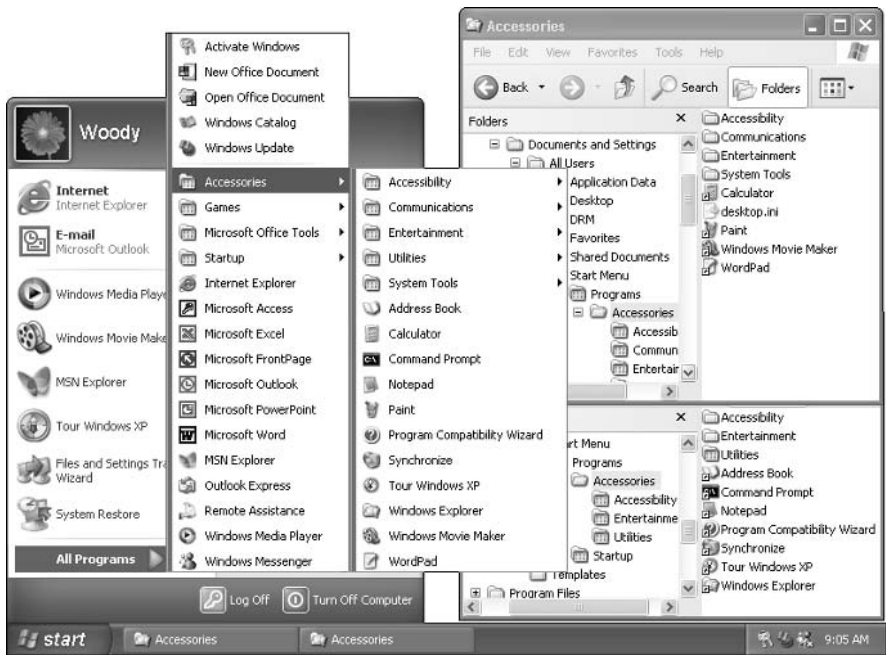 Woody
Internet
Internet Explorer
E-mail
Microsoft Outlook
Windows Media
Windows Movie
MSN Explorer
Tour Windows XP
Files and Settings
Wizard
System Restore
All Programs
Log Off
Turn Off Computer
Activate Windows
New Office Document
Open Office Document
Windows Catalog
Windows Update
Accessories
Games
Microsoft Office Tools
Startup
Internet Explorer
Microsoft Access
Microsoft Excel
Microsoft FrontPage
Microsoft Outlook
Microsoft PowerPoint
Microsoft Word
MSN Explorer
Outlook Express
Remote Assistance
Windows Media Player
Windows Messenger
Accessibility
Communications
Entertainment
Utilities
System Tools
Address Book
Calculator
Command Prompt
Notepad
Paint
Program Compatibility Wizard
Synchronize
Tour Windows XP
Windows Explorer
Windows Movie Maker
WordPad
Accessories
File Edit View Favorites Tools Help
Back Search Folders
Folders
Documents and Settings
All Users
Application Data
Desktop
DRM
Favorites
Shared Documents
Start Menu
Programs
Accessories
Accessib
Commun
Entertair
Accessibility
Communications
Entertainment
System Tools
Calculator
desktop.ini
Paint
Windows Movie Maker
WordPad
Menu
Programs
Accessories
Accessibility
Entertainme
Utilities
Startup
Templates
Program Files
Accessibility
Entertainment
Utilities
Address Book
Command Prompt
Notepad
Program Compatibility Wizard
Synchronize
Tour Windows XP
Windows Explorer
start
Accessories
Accessories
9:05 AM